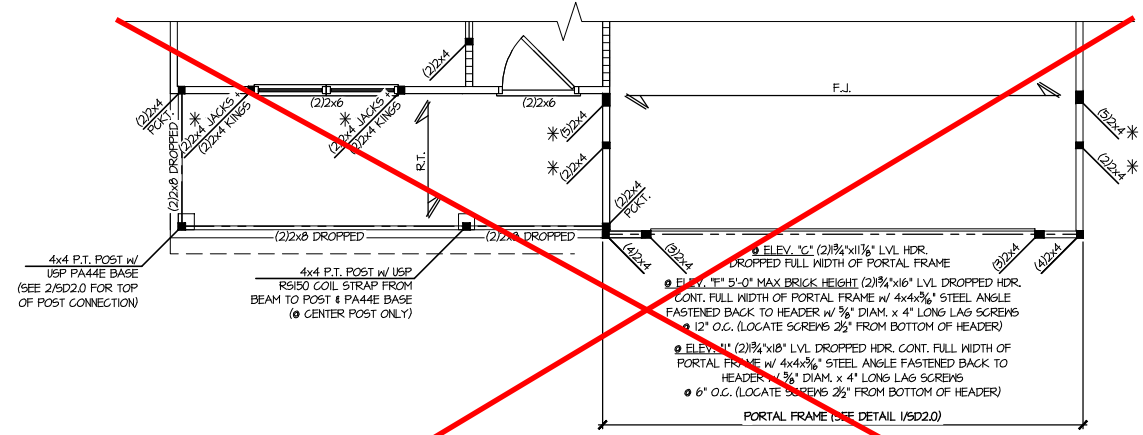 (2)2x4
F.J.
(2)2x4
PCKT.
(2)2x4 JACKS +
(2)2x4 KINGS
(2)2x6
(2)2x4 JACKS +
(2)2x4 KINGS
(2)2x6
(5)2x4
(2)2x4
(5)2x4
(2)2x4
R.T.
(2)2x8 DROPPED
(2)2x4
PCKT.
(2)2x8 DROPPED
(2)2x8 DROPPED
(4)2x4
(3)2x4
(3)2x4
(4)2x4
4x4 P.T. POST w/
USP PA44E BASE
(SEE 2/SD2.0 FOR TOP
OF POST CONNECTION)
4x4 P.T. POST w/ USP
RS150 COIL STRAP FROM
BEAM TO POST & PA44E BASE
(@ CENTER POST ONLY)
@ ELEV. "C" (2)1¾"x11⅞" LVL HDR.
DROPPED FULL WIDTH OF PORTAL FRAME
@ ELEV. "F" 5'-0" MAX BRICK HEIGHT (2)1¾"x16" LVL DROPPED HDR.
CONT. FULL WIDTH OF PORTAL FRAME w/ 4x4x5/16" STEEL ANGLE
FASTENED BACK TO HEADER w/ ⅝" DIAM. x 4" LONG LAG SCREWS
@ 12" O.C. (LOCATE SCREWS 2½" FROM BOTTOM OF HEADER)
@ ELEV. "I" (2)1¾"x18" LVL DROPPED HDR. CONT. FULL WIDTH OF
PORTAL FRAME w/ 4x4x5/16" STEEL ANGLE FASTENED BACK TO
HEADER w/ ⅝" DIAM. x 4" LONG LAG SCREWS
@ 6" O.C. (LOCATE SCREWS 2½" FROM BOTTOM OF HEADER)
PORTAL FRAME (SEE DETAIL 1/SD2.0)